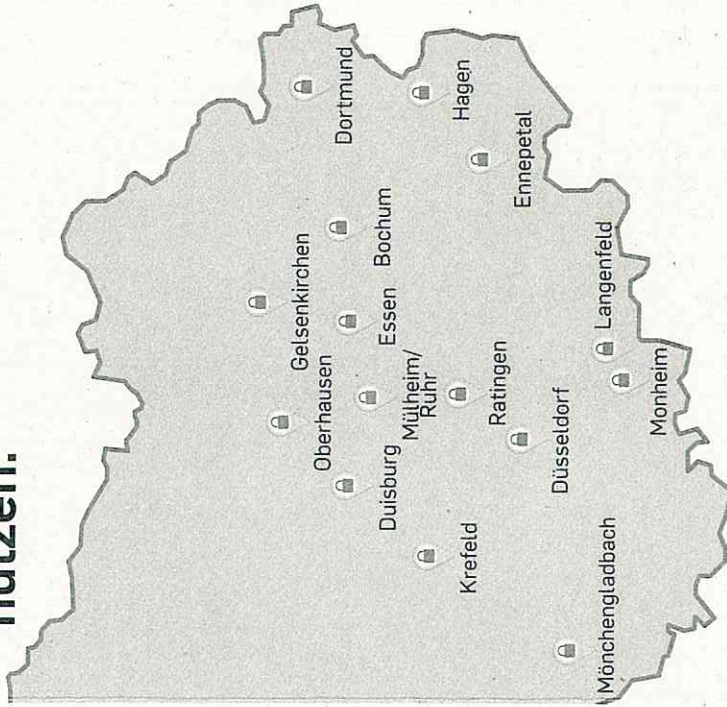 nutzen.
Dortmund
Gelsenkirchen
Hagen
Bochum
Oberhausen
Essen
Ennepetal
Mülheim/
Ruhr
Duisburg
Ratingen
Krefeld
Langenfeld
Düsseldorf
Monheim
Mönchengladbach